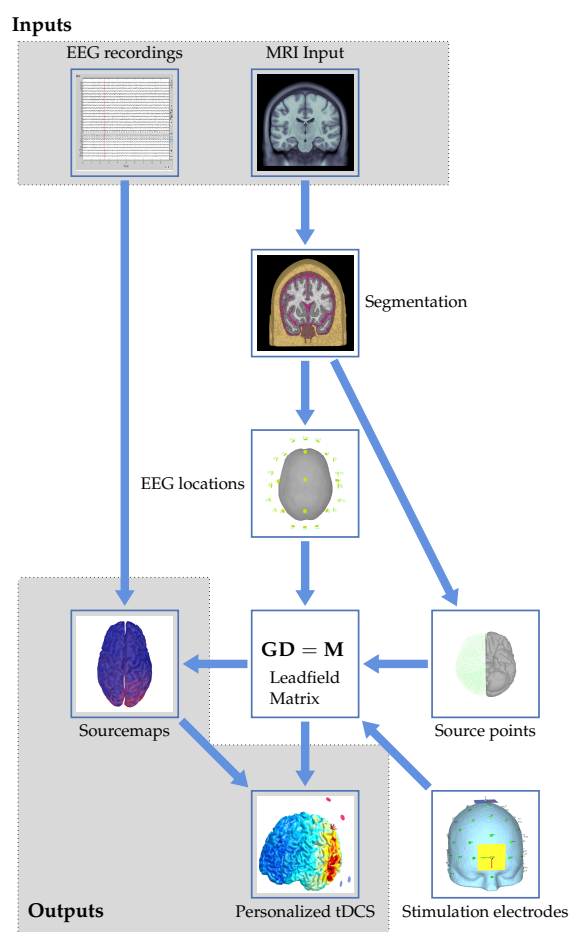 Inputs
EEG recordings
MRI Input
Segmentation
EEG locations
GD = M
Leadfield
Matrix
Sourcemaps
Source points
Outputs
Personalized tDCS
Stimulation electrodes